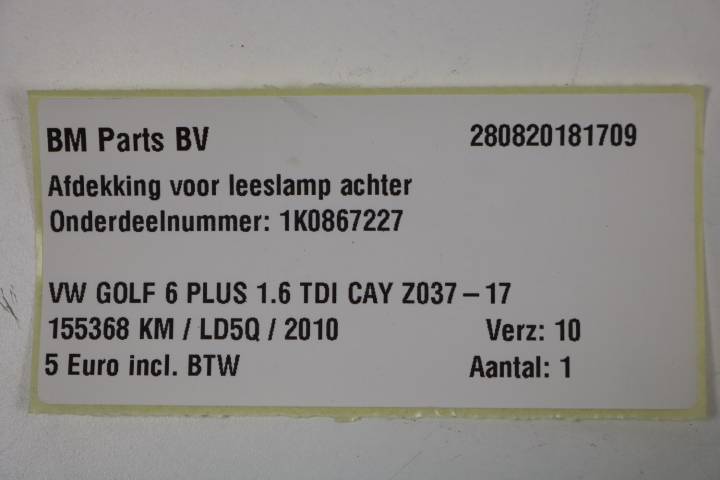 BM Parts BV 280820181709
Afdekking voor leeslamp achter
Onderdeelnummer: 1K0867227
VW GOLF 6 PLUS 1.6 TDI CAY Z037 – 17
155368 KM / LD5Q / 2010 Verz: 10
5 Euro incl. BTW Aantal: 1